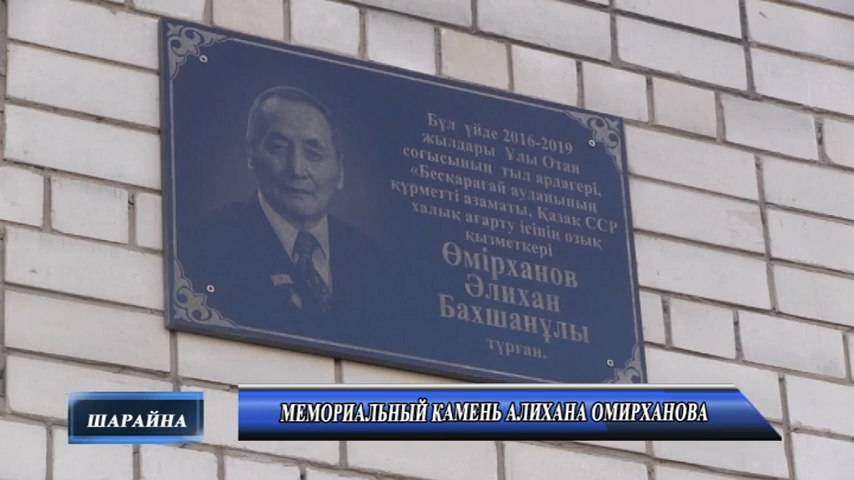 Бұл үйде 2016-2019
жылдары Ұлы Отан
соғысының тыл ардагері,
«Бесқарағай ауданының
құрметті азаматы, Қазақ ССР
халық ағарту ісінің озық
қызметкері
Өмірханов
Әлихан
Бахшанұлы
тұрған.
ШАРАЙНА
МЕМОРИАЛЬНЫЙ КАМЕНЬ АЛИХАНА ОМИРХАНОВА